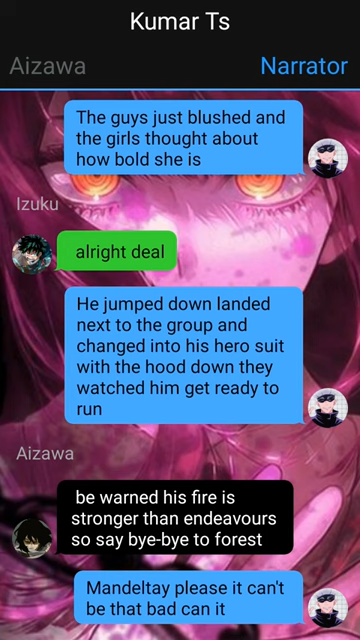 Kumar Ts
Aizawa
Narrator
The guys just blushed and
the girls thought about
how bold she is
Izuku
alright deal
He jumped down landed
next to the group and
changed into his hero suit
with the hood down they
watched him get ready to
run
Aizawa
be warned his fire is
stronger than endeavours
so say bye-bye to forest
Mandeltay please it can't
be that bad can it